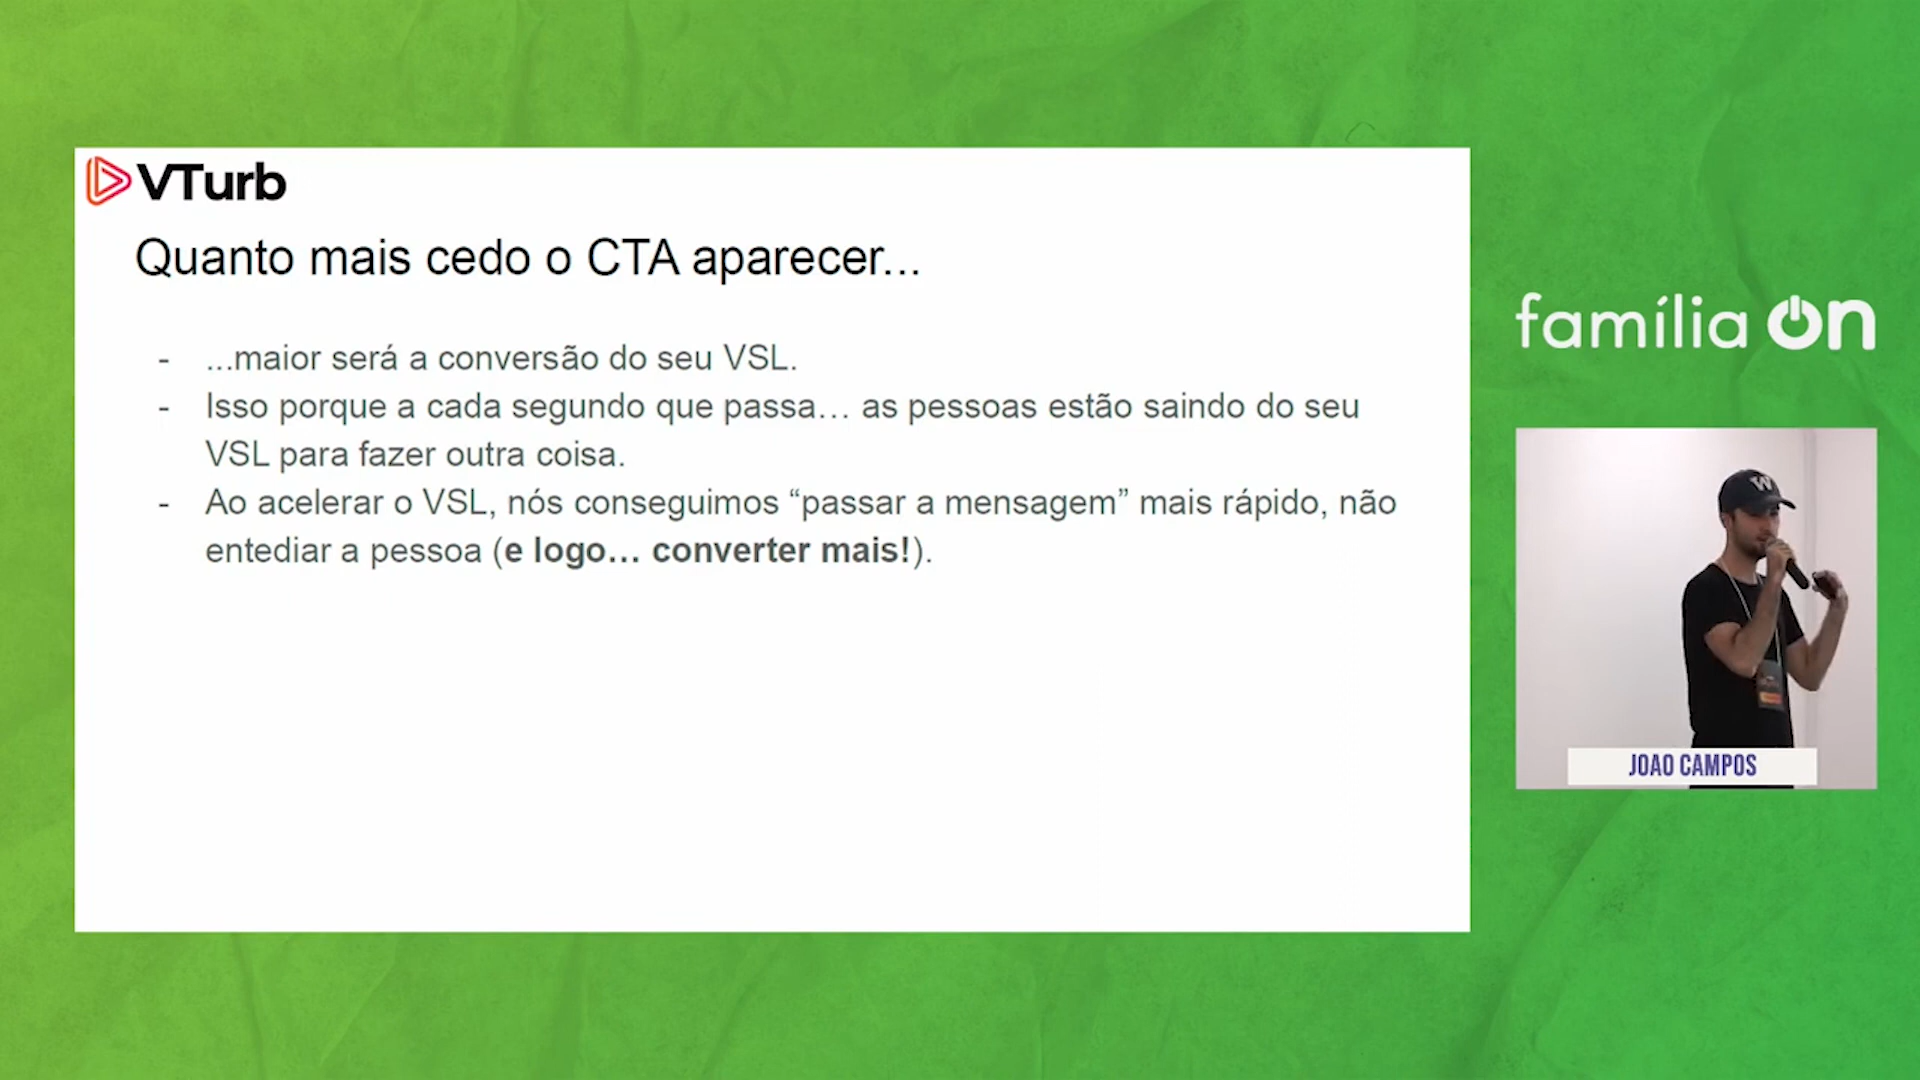 VTurb
Quanto mais cedo o CTA aparecer...
- ...maior será a conversão do seu VSL.
- Isso porque a cada segundo que passa… as pessoas estão saindo do seu
VSL para fazer outra coisa.
- Ao acelerar o VSL, nós conseguimos “passar a mensagem” mais rápido, não
entediar a pessoa (e logo… converter mais!).
família on
W
JOAO CAMPOS